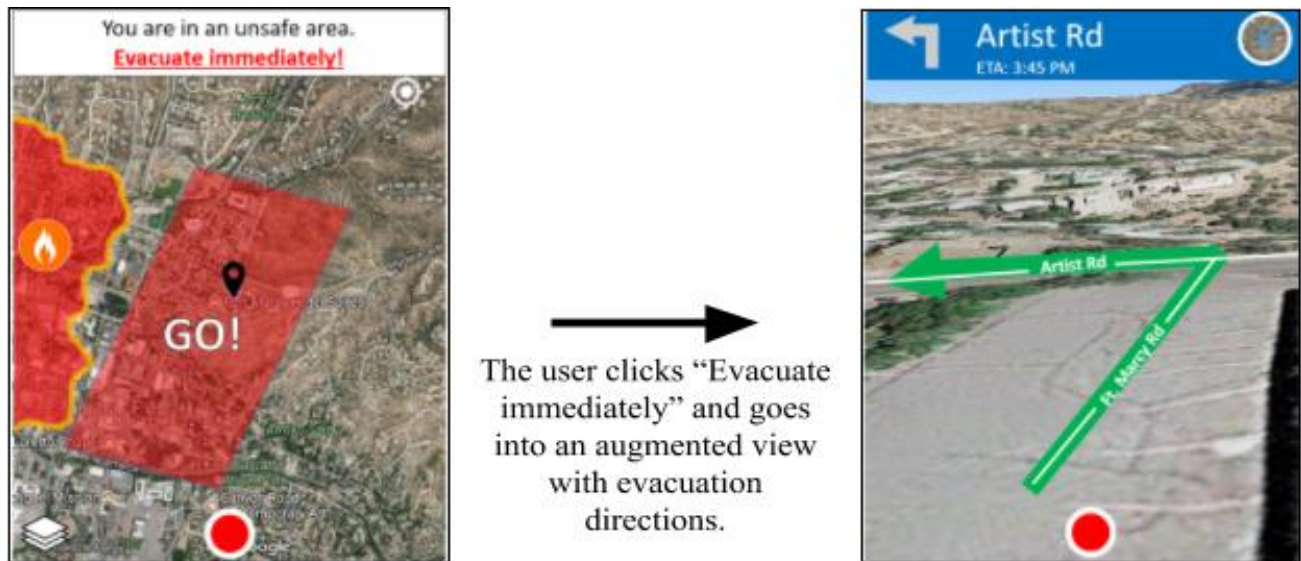 You are in an unsafe area.
Evacuate immediately!
GO!
The user clicks “Evacuate
immediately” and goes
into an augmented view
with evacuation
directions.
Artist Rd
ETA: 3:45 PM
Artist Rd
Ft. Marcy Rd